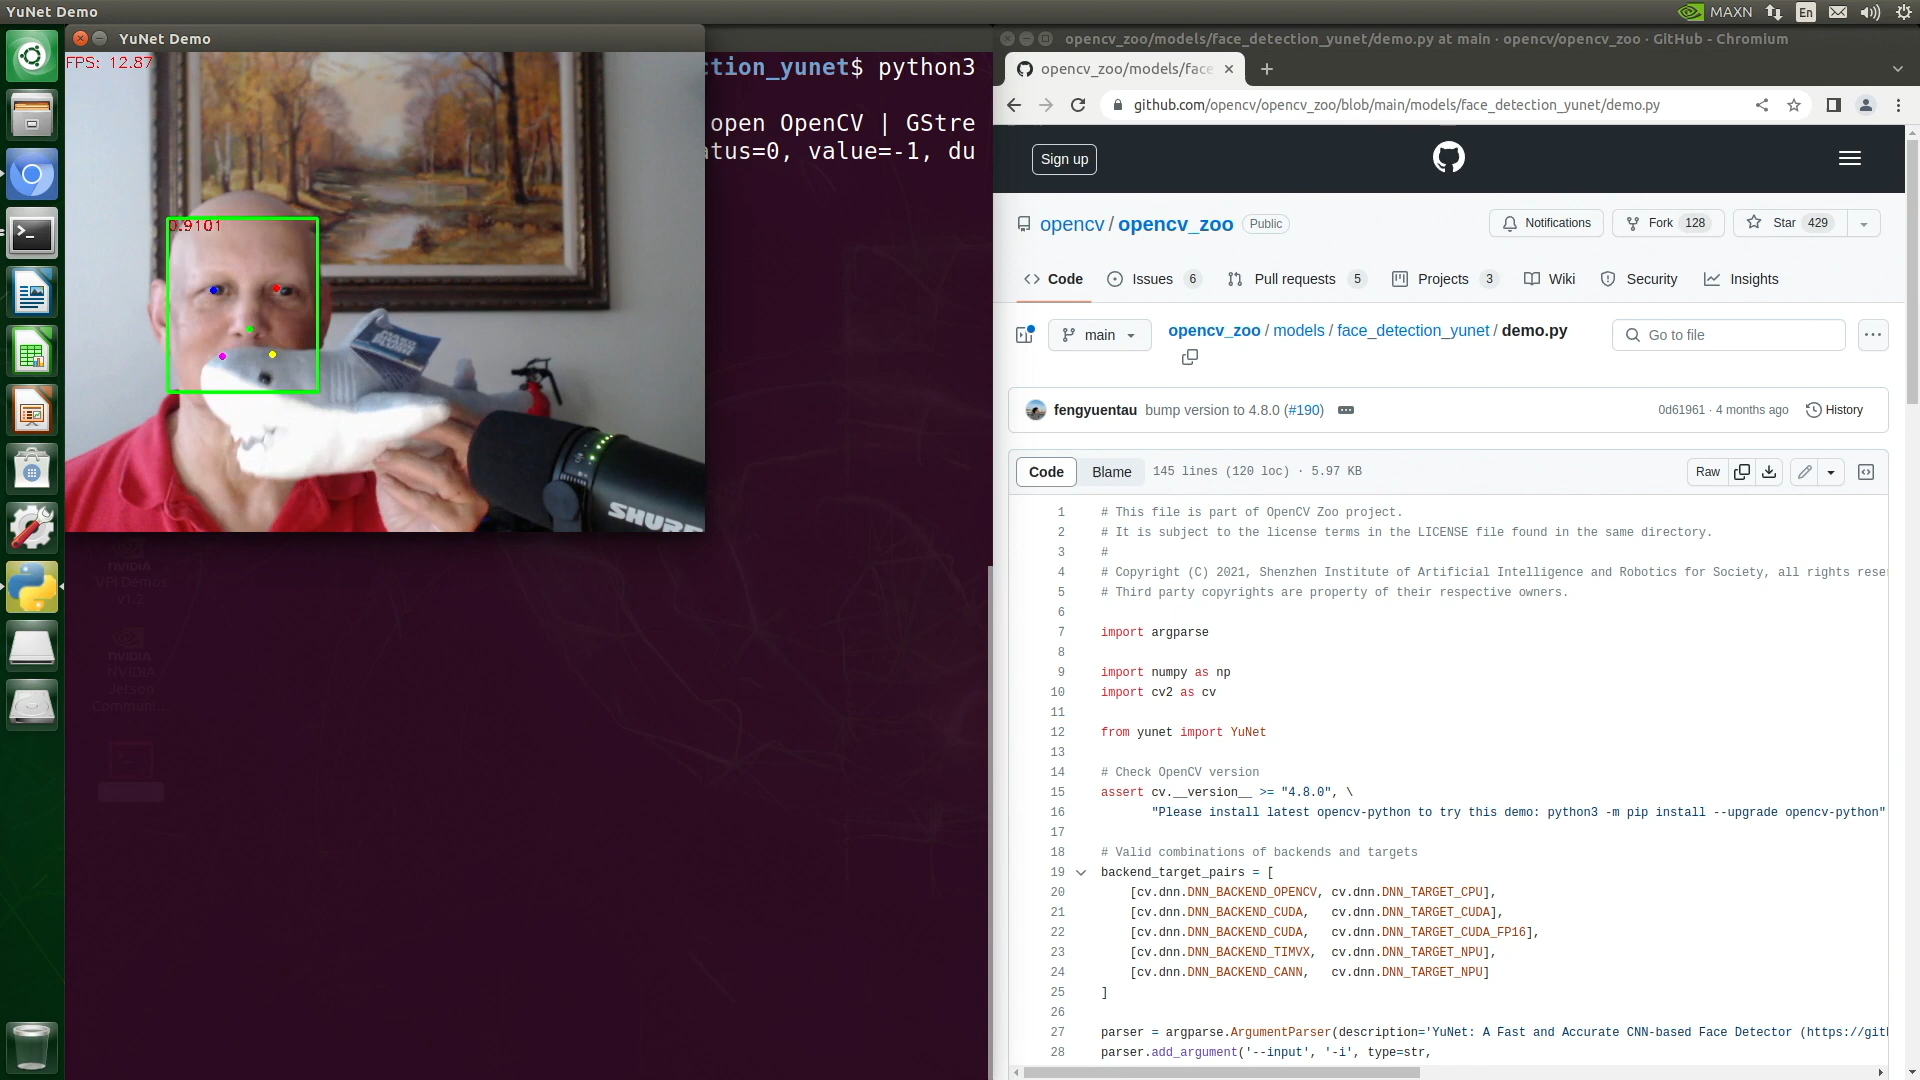 YuNet Demo
MAXN
En
YuNet Demo
FPS: 12.87
0.9101
SHURE
ction_yunet$ python3
open OpenCV | GStre
atus=0, value=-1, du
NVIDIA
VPI Demos
v1.2
NVIDIA
NVIDIA
Jetson
Communi...
opencv_zoo/models/face_detection_yunet/demo.py at main · opencv/opencv_zoo · GitHub - Chromium
opencv_zoo/models/face
github.com/opencv/opencv_zoo/blob/main/models/face_detection_yunet/demo.py
Sign up
opencv / opencv_zoo Public
Notifications
Fork 128
Star 429
Code
Issues 6
Pull requests 5
Projects 3
Wiki
Security
Insights
main
opencv_zoo / models / face_detection_yunet / demo.py
Go to file
fengyuentau bump version to 4.8.0 (#190)
0d61961 · 4 months ago
History
Code Blame 145 lines (120 loc) · 5.97 KB
Raw
1 # This file is part of OpenCV Zoo project.
2 # It is subject to the license terms in the LICENSE file found in the same directory.
3 #
4 # Copyright (C) 2021, Shenzhen Institute of Artificial Intelligence and Robotics for Society, all rights reser
5 # Third party copyrights are property of their respective owners.
6
7 import argparse
8
9 import numpy as np
10 import cv2 as cv
11
12 from yunet import YuNet
13
14 # Check OpenCV version
15 assert cv.__version__ >= "4.8.0", \
16 "Please install latest opencv-python to try this demo: python3 -m pip install --upgrade opencv-python"
17
18 # Valid combinations of backends and targets
19 backend_target_pairs = [
20 [cv.dnn.DNN_BACKEND_OPENCV, cv.dnn.DNN_TARGET_CPU],
21 [cv.dnn.DNN_BACKEND_CUDA, cv.dnn.DNN_TARGET_CUDA],
22 [cv.dnn.DNN_BACKEND_CUDA, cv.dnn.DNN_TARGET_CUDA_FP16],
23 [cv.dnn.DNN_BACKEND_TIMVX, cv.dnn.DNN_TARGET_NPU],
24 [cv.dnn.DNN_BACKEND_CANN, cv.dnn.DNN_TARGET_NPU]
25 ]
26
27 parser = argparse.ArgumentParser(description='YuNet: A Fast and Accurate CNN-based Face Detector (https://gith
28 parser.add_argument('--input', '-i', type=str,